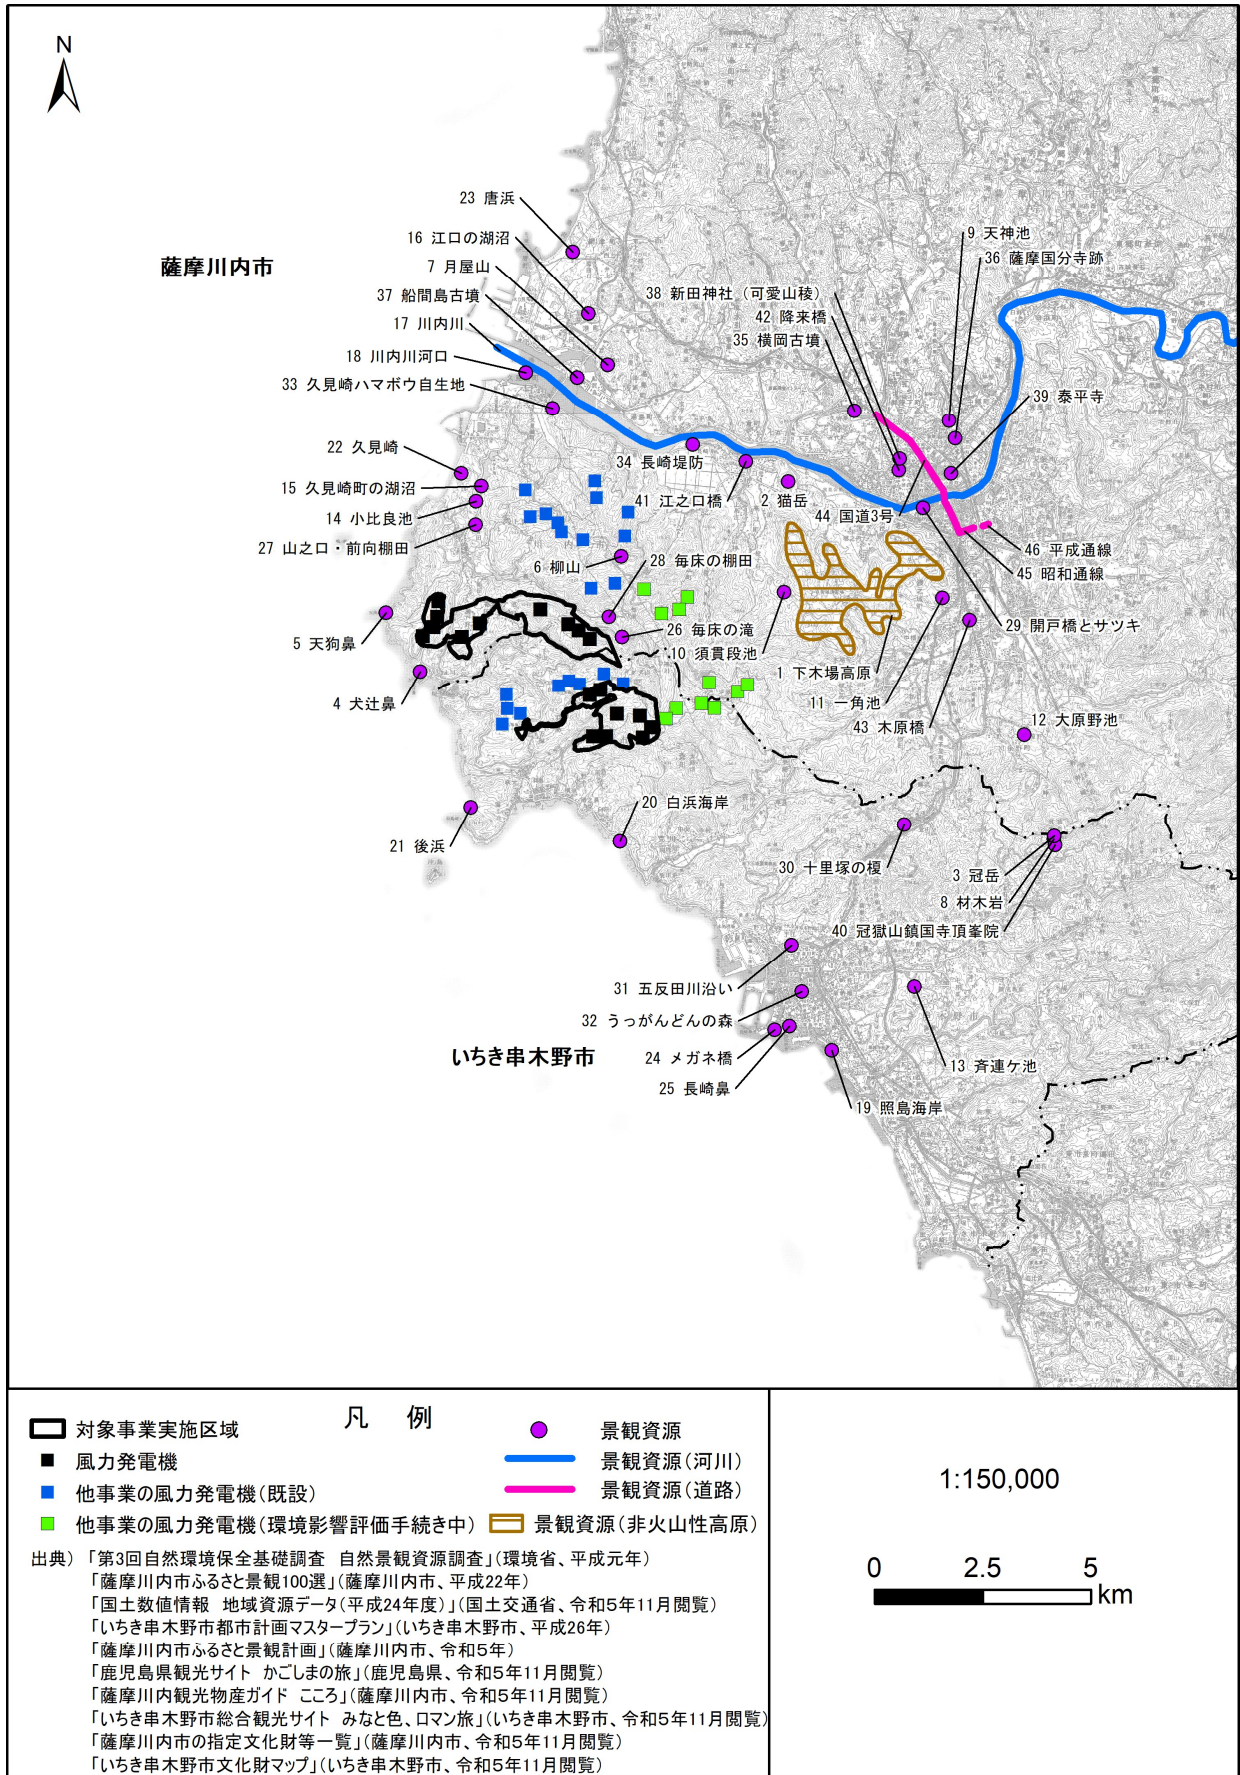 N
薩摩川内市
23 唐浜
16 江口の湖沼
7 月屋山
37 船間島古墳
17 川内川
18 川内川河口
33 久見崎ハマボウ自生地
22 久見崎
15 久見崎町の湖沼
14 小比良池
27 山之口・前向棚田
5 天狗鼻
4 犬辻鼻
21 後浜
9 天神池
36 薩摩国分寺跡
38 新田神社（可愛山稜）
42 降来橋
35 横岡古墳
39 泰平寺
34 長崎堤防
41 江之口橋
2 猫岳
44 国道3号
46 平成通線
45 昭和通線
6 柳山
28 毎床の棚田
26 毎床の滝
10 須貫段池
29 開戸橋とサツキ
1 下木場高原
11 一角池
43 木原橋
12 大原野池
20 白浜海岸
30 十里塚の榎
3 冠岳
8 材木岩
40 冠獄山鎮国寺頂峯院
31 五反田川沿い
32 うっがんどんの森
いちき串木野市
24 メガネ橋
25 長崎鼻
13 斉連ケ池
19 照島海岸
凡 例
対象事業実施区域
風力発電機
他事業の風力発電機(既設)
他事業の風力発電機(環境影響評価手続き中)
景観資源
景観資源(河川)
景観資源(道路)
景観資源(非火山性高原)
出典）「第3回自然環境保全基礎調査 自然景観資源調査」(環境省、平成元年)
「薩摩川内市ふるさと景観100選」(薩摩川内市、平成22年)
「国土数値情報 地域資源データ(平成24年度)」(国土交通省、令和5年11月閲覧)
「いちき串木野市都市計画マスタープラン」(いちき串木野市、平成26年)
「薩摩川内市ふるさと景観計画」(薩摩川内市、令和5年)
「鹿児島県観光サイト かごしまの旅」(鹿児島県、令和5年11月閲覧)
「薩摩川内観光物産ガイド こころ」(薩摩川内市、令和5年11月閲覧)
「いちき串木野市総合観光サイト みなと色、ロマン旅」(いちき串木野市、令和5年11月閲覧)
「薩摩川内市の指定文化財等一覧」(薩摩川内市、令和5年11月閲覧)
「いちき串木野市文化財マップ」(いちき串木野市、令和5年11月閲覧)
1:150,000
0 2.5 5
km